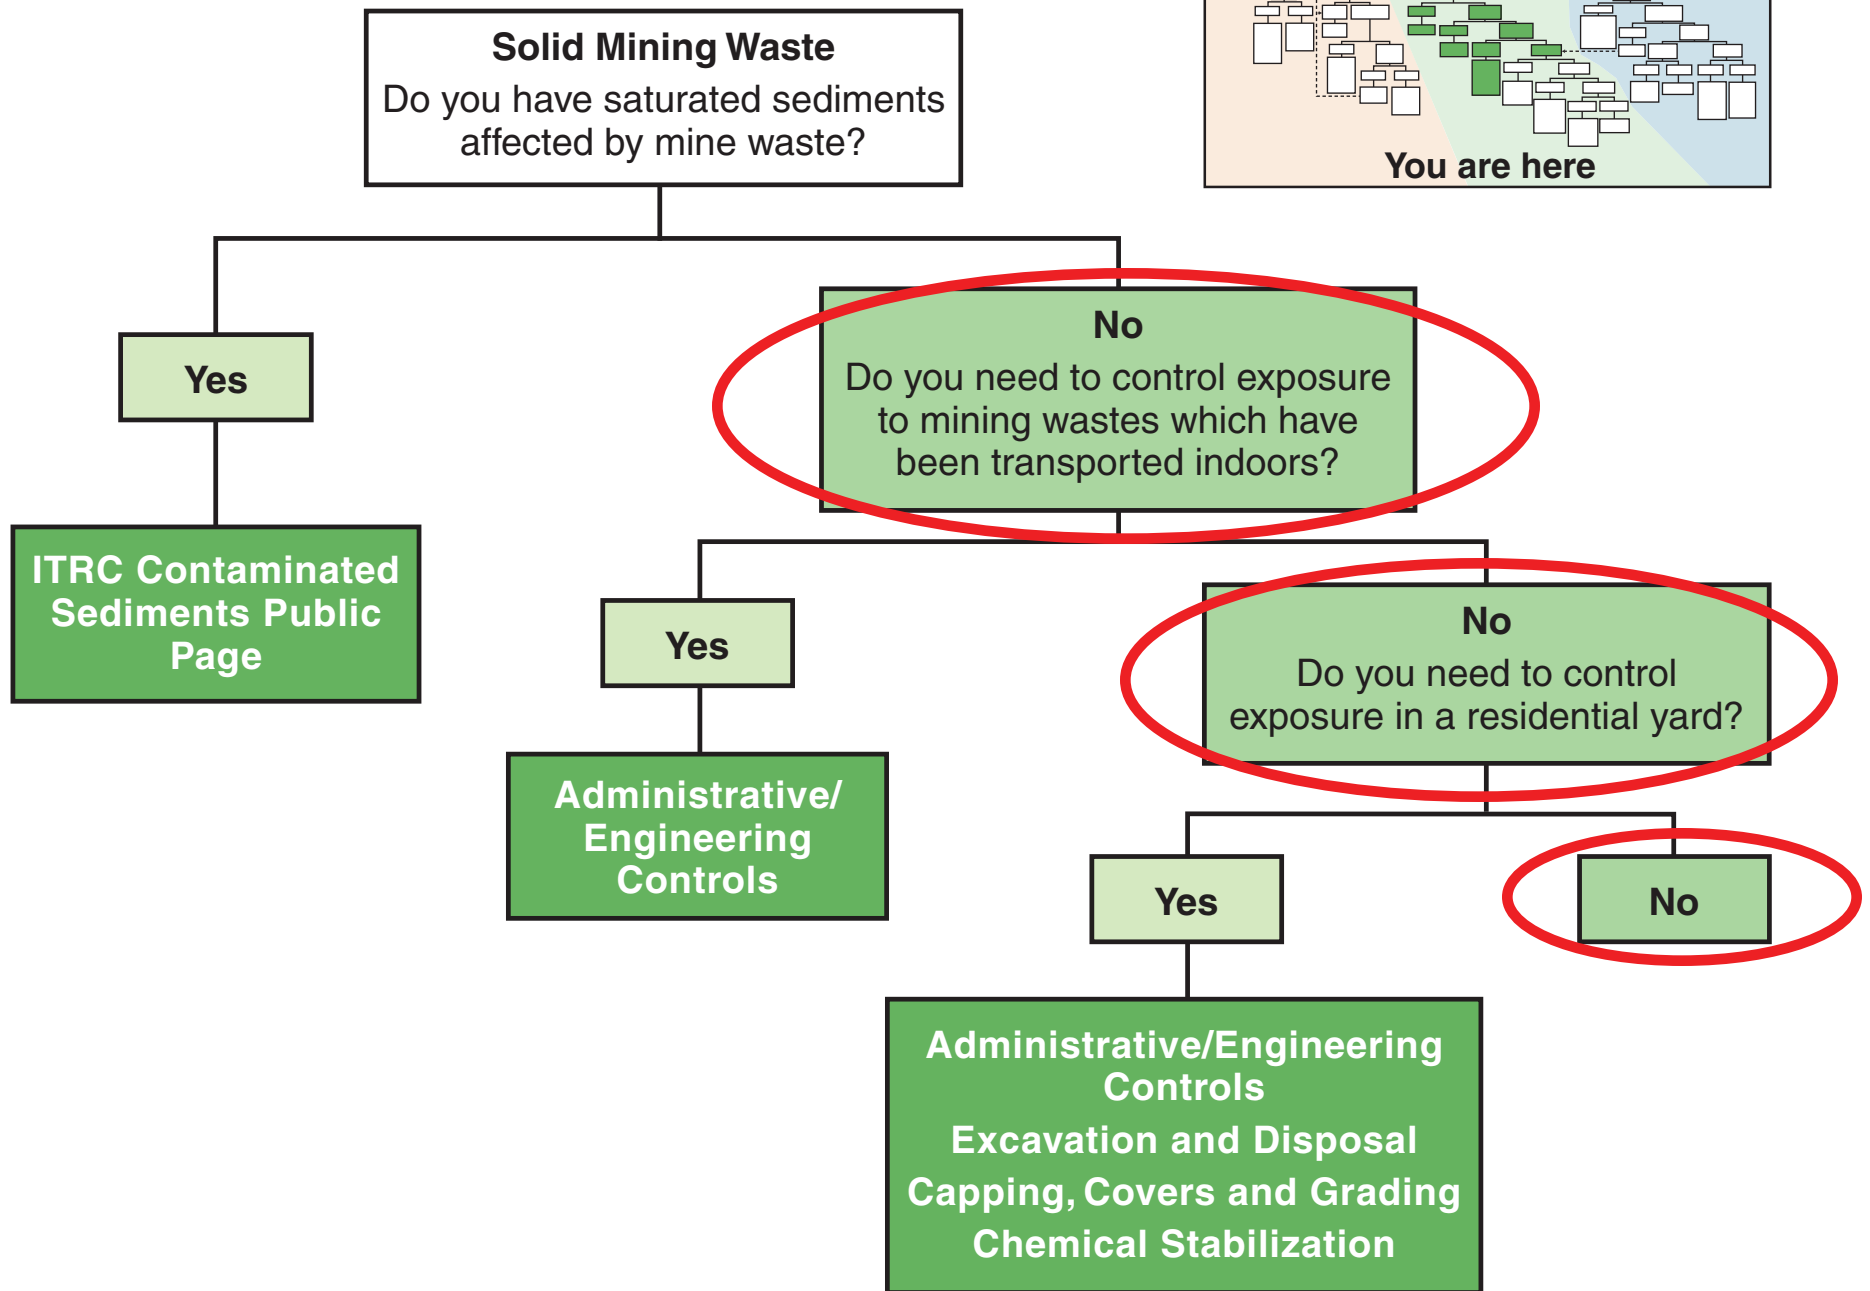 Solid Mining Waste
Do you have saturated sediments
affected by mine waste?
You are here
No
Do you need to control exposure
to mining wastes which have
been transported indoors?
Yes
ITRC Contaminated
Sediments Public
Page
No
Do you need to control
exposure in a residential yard?
Yes
Administrative/
Engineering
Controls
Yes
No
Administrative/Engineering
Controls
Excavation and Disposal
Capping, Covers and Grading
Chemical Stabilization